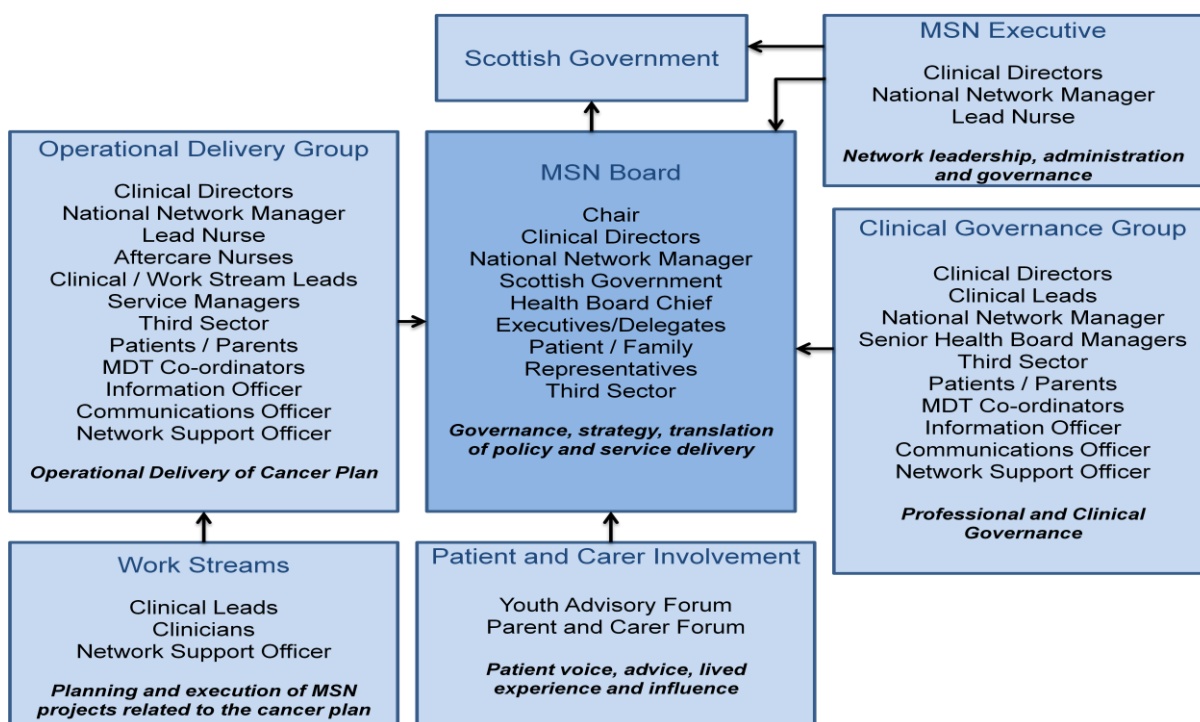 Scottish Government
MSN Executive
Clinical Directors
National Network Manager
Lead Nurse
Network leadership, administration
and governance
Operational Delivery Group
Clinical Directors
National Network Manager
Lead Nurse
Aftercare Nurses
Clinical / Work Stream Leads
Service Managers
Third Sector
Patients / Parents
MDT Co-ordinators
Information Officer
Communications Officer
Network Support Officer
Operational Delivery of Cancer Plan
MSN Board
Chair
Clinical Directors
National Network Manager
Scottish Government
Health Board Chief
Executives/Delegates
Patient / Family
Representatives
Third Sector
Governance, strategy, translation
of policy and service delivery
Clinical Governance Group
Clinical Directors
Clinical Leads
National Network Manager
Senior Health Board Managers
Third Sector
Patients / Parents
MDT Co-ordinators
Information Officer
Communications Officer
Network Support Officer
Professional and Clinical
Governance
Work Streams
Clinical Leads
Clinicians
Network Support Officer
Planning and execution of MSN
projects related to the cancer plan
Patient and Carer Involvement
Youth Advisory Forum
Parent and Carer Forum
Patient voice, advice, lived
experience and influence